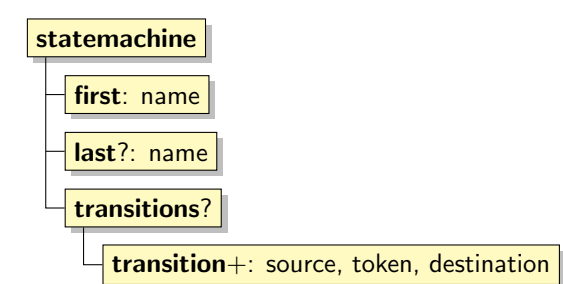 statemachine
first: name
last?: name
transitions?
transition+: source, token, destination